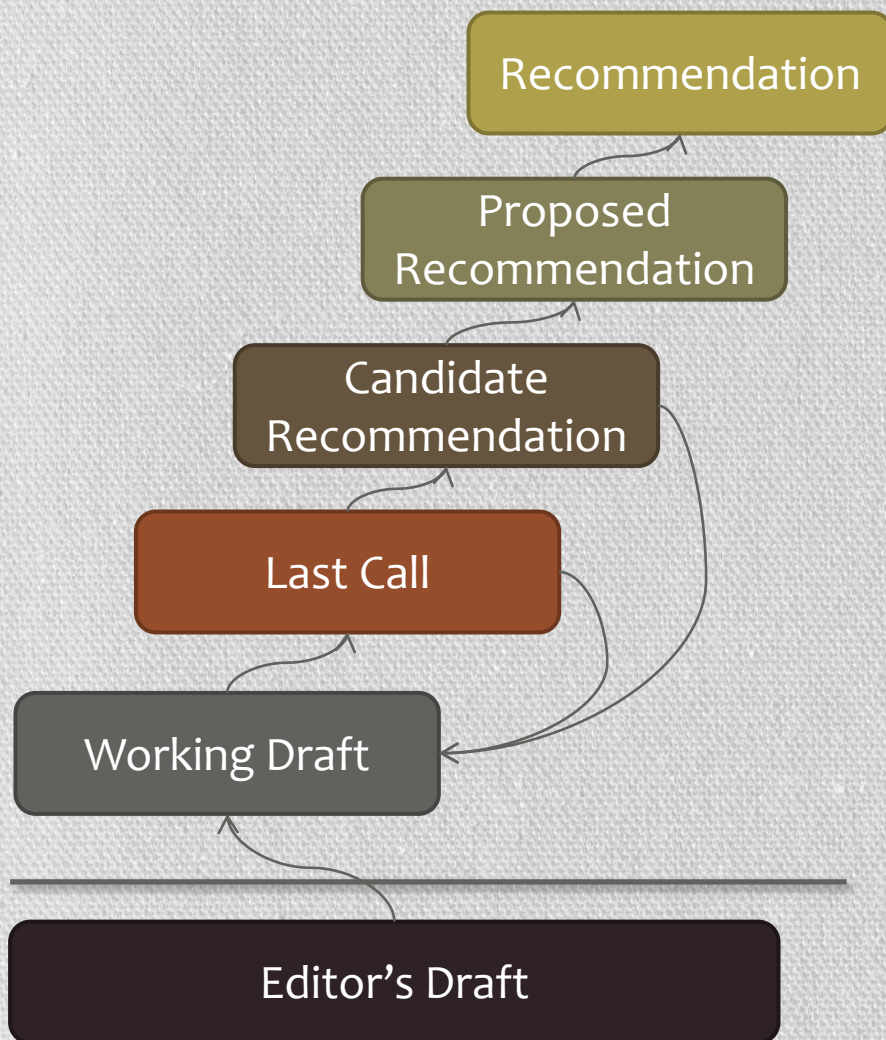 Recommendation
Proposed
Recommendation
Candidate
Recommendation
Last Call
Working Draft
Editor’s Draft